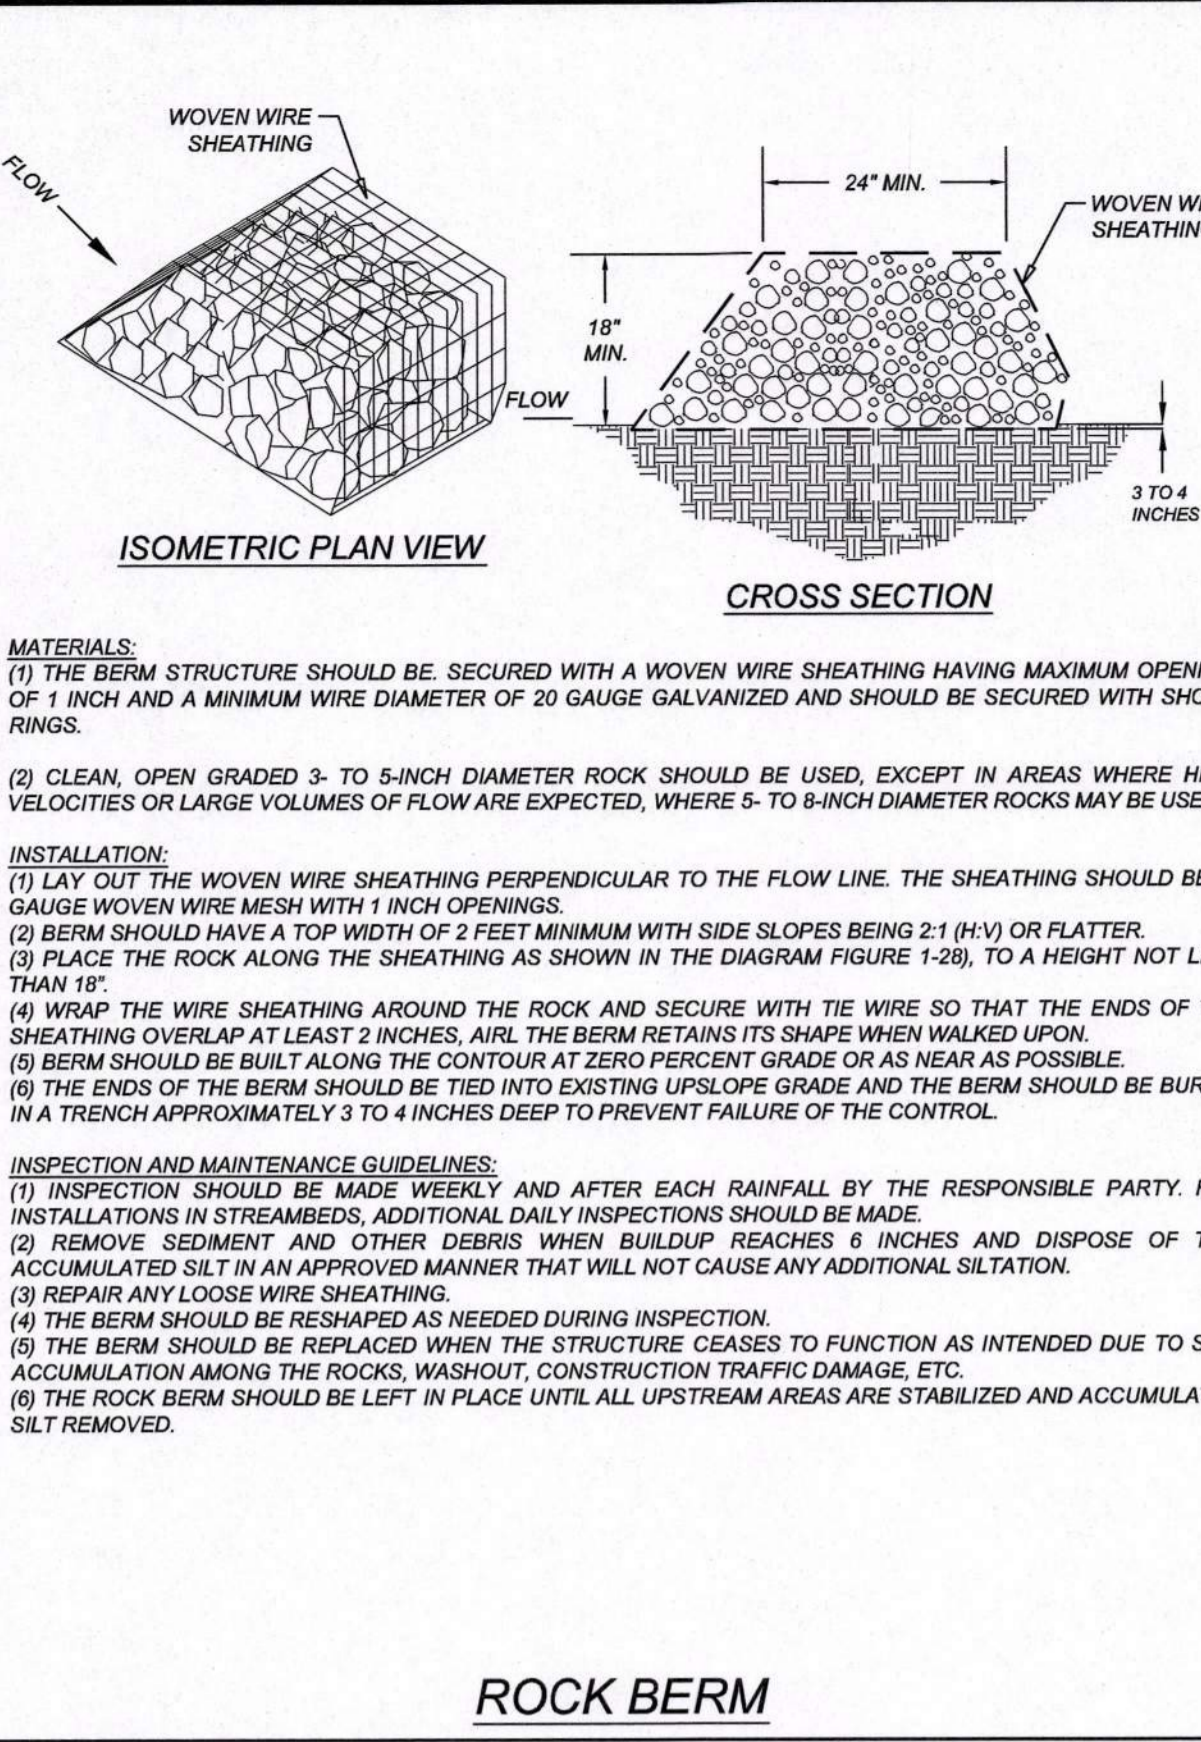 WOVEN WIRE
SHEATHING
FLOW
24" MIN.
WOVEN WI
SHEATHIN
18"
MIN.
FLOW
3 TO 4
INCHES
ISOMETRIC PLAN VIEW
CROSS SECTION
MATERIALS:
(1) THE BERM STRUCTURE SHOULD BE. SECURED WITH A WOVEN WIRE SHEATHING HAVING MAXIMUM OPENI
OF 1 INCH AND A MINIMUM WIRE DIAMETER OF 20 GAUGE GALVANIZED AND SHOULD BE SECURED WITH SHO
RINGS.
(2) CLEAN, OPEN GRADED 3- TO 5-INCH DIAMETER ROCK SHOULD BE USED, EXCEPT IN AREAS WHERE HI
VELOCITIES OR LARGE VOLUMES OF FLOW ARE EXPECTED, WHERE 5- TO 8-INCH DIAMETER ROCKS MAY BE USE
INSTALLATION:
(1) LAY OUT THE WOVEN WIRE SHEATHING PERPENDICULAR TO THE FLOW LINE. THE SHEATHING SHOULD BE
GAUGE WOVEN WIRE MESH WITH 1 INCH OPENINGS.
(2) BERM SHOULD HAVE A TOP WIDTH OF 2 FEET MINIMUM WITH SIDE SLOPES BEING 2:1 (H:V) OR FLATTER.
(3) PLACE THE ROCK ALONG THE SHEATHING AS SHOWN IN THE DIAGRAM FIGURE 1-28), TO A HEIGHT NOT L
THAN 18".
(4) WRAP THE WIRE SHEATHING AROUND THE ROCK AND SECURE WITH TIE WIRE SO THAT THE ENDS OF
SHEATHING OVERLAP AT LEAST 2 INCHES, AIRL THE BERM RETAINS ITS SHAPE WHEN WALKED UPON.
(5) BERM SHOULD BE BUILT ALONG THE CONTOUR AT ZERO PERCENT GRADE OR AS NEAR AS POSSIBLE.
(6) THE ENDS OF THE BERM SHOULD BE TIED INTO EXISTING UPSLOPE GRADE AND THE BERM SHOULD BE BUR
IN A TRENCH APPROXIMATELY 3 TO 4 INCHES DEEP TO PREVENT FAILURE OF THE CONTROL.
INSPECTION AND MAINTENANCE GUIDELINES:
(1) INSPECTION SHOULD BE MADE WEEKLY AND AFTER EACH RAINFALL BY THE RESPONSIBLE PARTY.
INSTALLATIONS IN STREAMBEDS, ADDITIONAL DAILY INSPECTIONS SHOULD BE MADE.
(2) REMOVE SEDIMENT AND OTHER DEBRIS WHEN BUILDUP REACHES 6 INCHES AND DISPOSE OF T
ACCUMULATED SILT IN AN APPROVED MANNER THAT WILL NOT CAUSE ANY ADDITIONAL SILTATION.
(3) REPAIR ANY LOOSE WIRE SHEATHING.
(4) THE BERM SHOULD BE RESHAPED AS NEEDED DURING INSPECTION.
(5) THE BERM SHOULD BE REPLACED WHEN THE STRUCTURE CEASES TO FUNCTION AS INTENDED DUE TO S
ACCUMULATION AMONG THE ROCKS, WASHOUT, CONSTRUCTION TRAFFIC DAMAGE, ETC.
(6) THE ROCK BERM SHOULD BE LEFT IN PLACE UNTIL ALL UPSTREAM AREAS ARE STABILIZED AND ACCUMULA
SILT REMOVED.
ROCK BERM